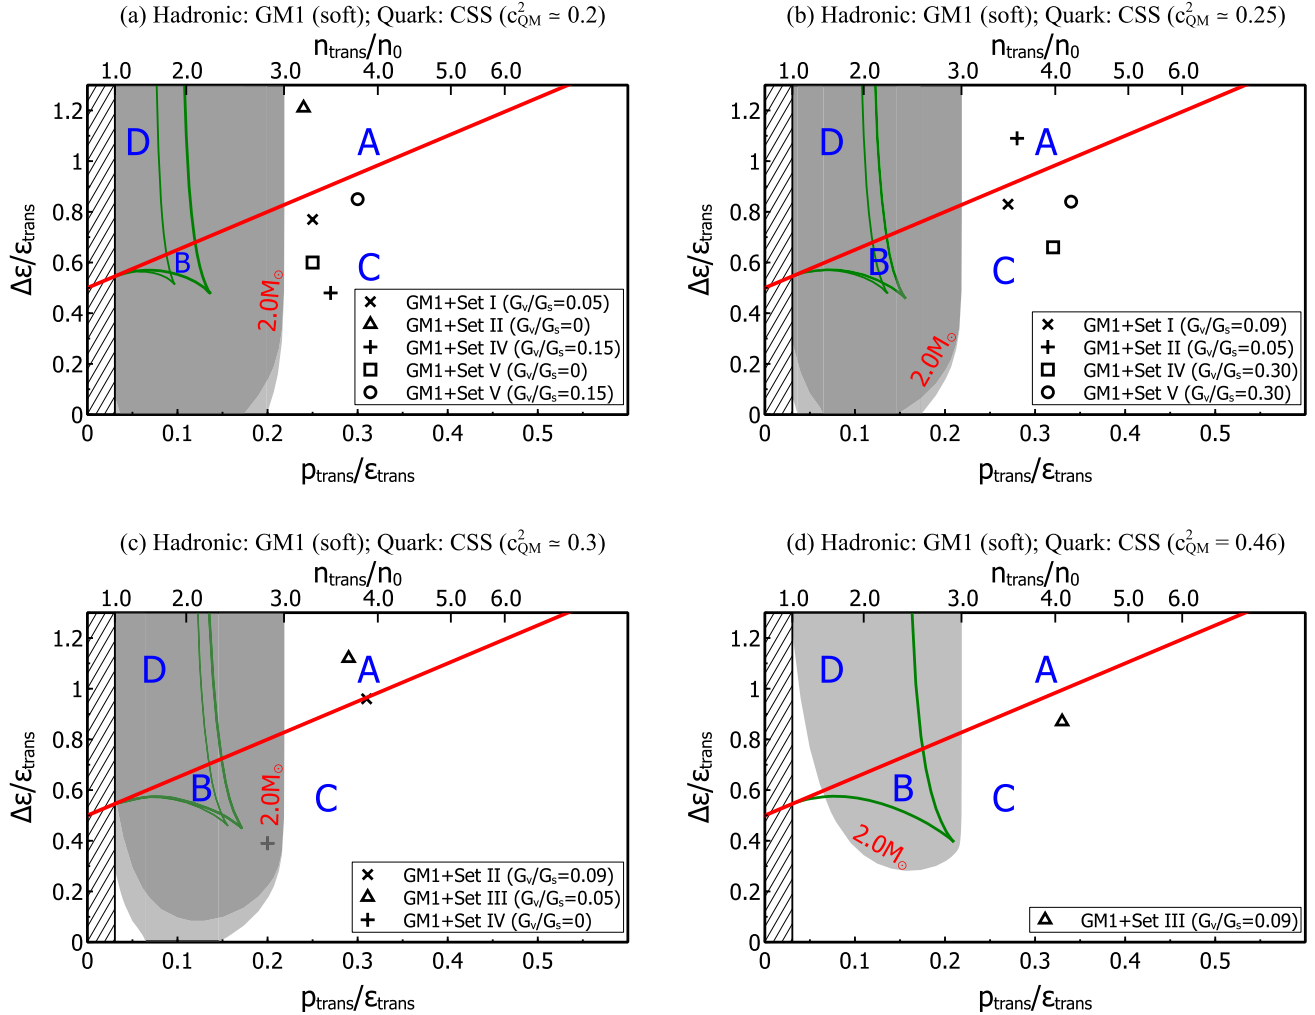 (a) Hadronic: GM1 (soft); Quark: CSS (c²QM ≃ 0.2)
ntrans/n0
1.0 2.0 3.0 4.0 5.0 6.0
1.2
1
0.8
0.6
0.4
0.2
0
Δε/εtrans
D
A
B
C
2.0M☉
GM1+Set I (Gv/Gs=0.05)
GM1+Set II (Gv/Gs=0)
GM1+Set IV (Gv/Gs=0.15)
GM1+Set V (Gv/Gs=0)
GM1+Set V (Gv/Gs=0.15)
0 0.1 0.2 0.3 0.4 0.5
ptrans/εtrans
(b) Hadronic: GM1 (soft); Quark: CSS (c²QM ≃ 0.25)
ntrans/n0
1.0 2.0 3.0 4.0 5.0 6.0
1.2
1
0.8
0.6
0.4
0.2
0
Δε/εtrans
D
A
B
C
2.0M☉
GM1+Set I (Gv/Gs=0.09)
GM1+Set II (Gv/Gs=0.05)
GM1+Set IV (Gv/Gs=0.30)
GM1+Set V (Gv/Gs=0.30)
0 0.1 0.2 0.3 0.4 0.5
ptrans/εtrans
(c) Hadronic: GM1 (soft); Quark: CSS (c²QM ≃ 0.3)
ntrans/n0
1.0 2.0 3.0 4.0 5.0 6.0
1.2
1
0.8
0.6
0.4
0.2
0
Δε/εtrans
D
A
B
C
2.0M☉
GM1+Set II (Gv/Gs=0.09)
GM1+Set III (Gv/Gs=0.05)
GM1+Set IV (Gv/Gs=0)
0 0.1 0.2 0.3 0.4 0.5
ptrans/εtrans
(d) Hadronic: GM1 (soft); Quark: CSS (c²QM = 0.46)
ntrans/n0
1.0 2.0 3.0 4.0 5.0 6.0
1.2
1
0.8
0.6
0.4
0.2
0
Δε/εtrans
D
A
B
C
2.0M☉
GM1+Set III (Gv/Gs=0.09)
0 0.1 0.2 0.3 0.4 0.5
ptrans/εtrans